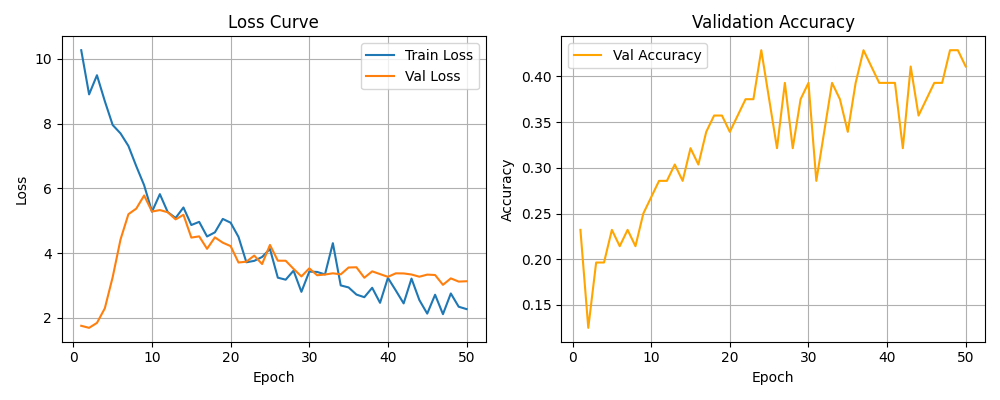 Loss Curve
Train Loss
Val Loss
10
8
6
4
2
Loss
0 10 20 30 40 50
Epoch
Validation Accuracy
Val Accuracy
0.40
0.35
0.30
0.25
0.20
0.15
Accuracy
0 10 20 30 40 50
Epoch